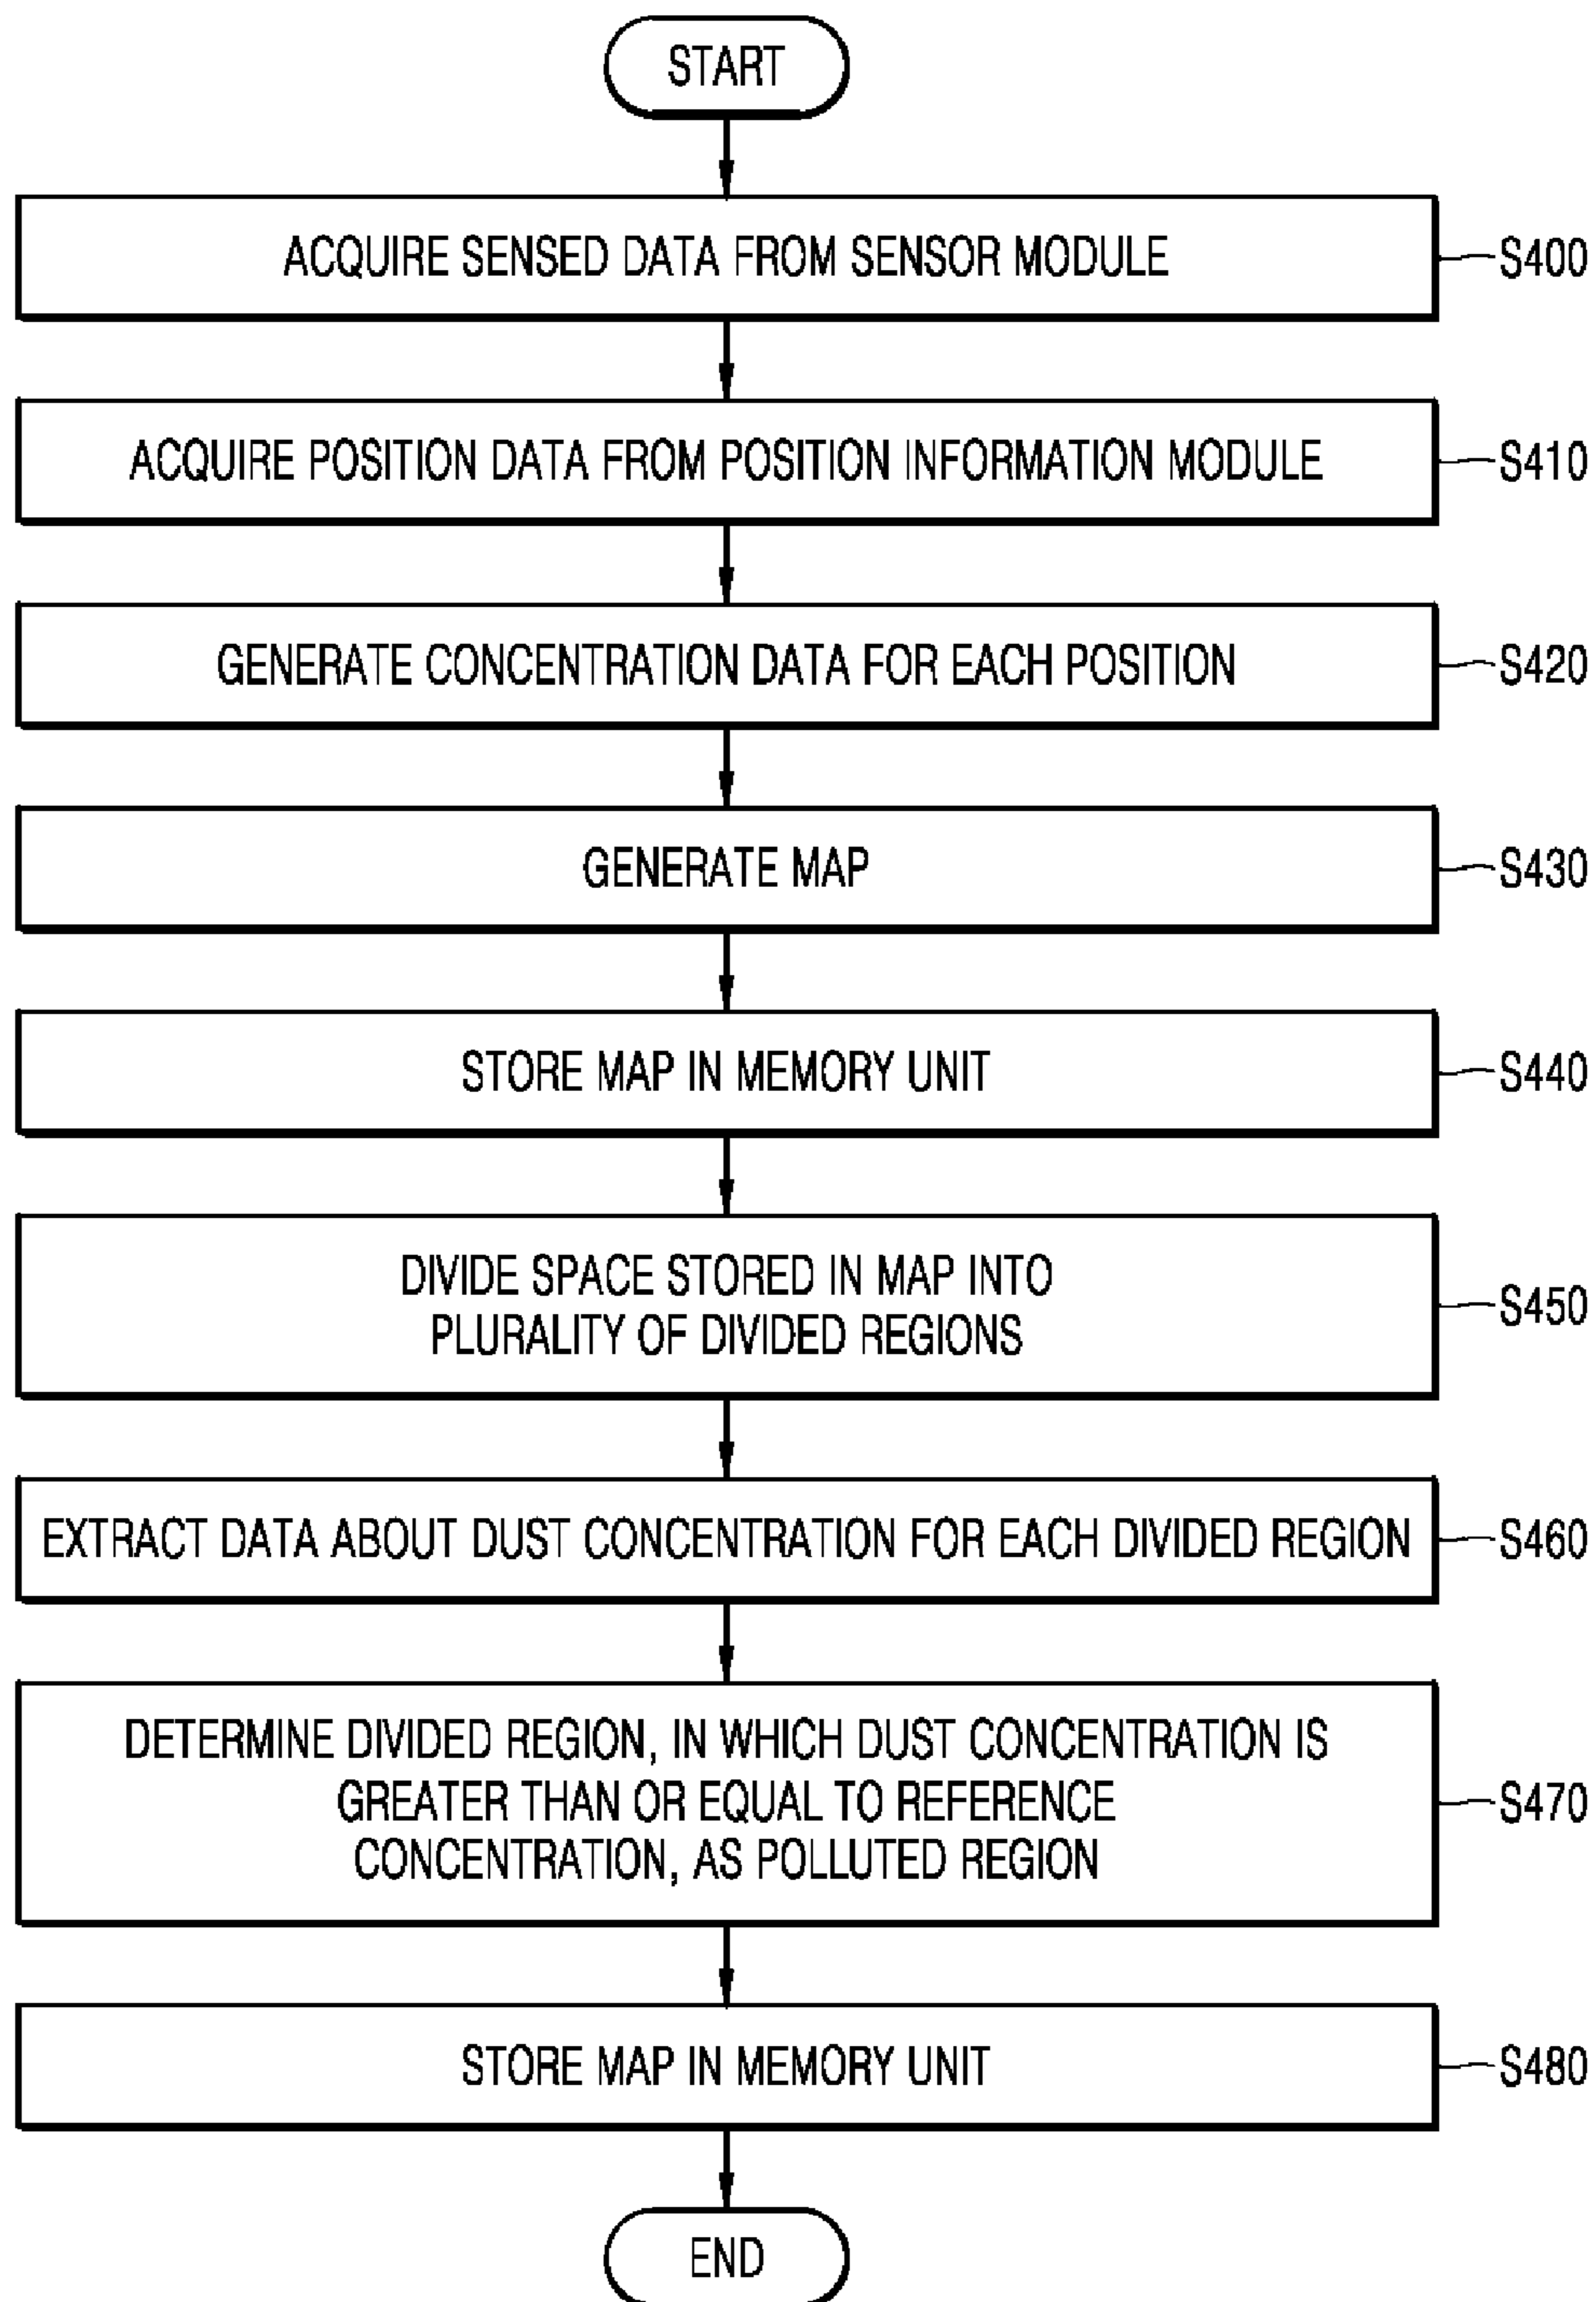 START
ACQUIRE SENSED DATA FROM SENSOR MODULE
S400
ACQUIRE POSITION DATA FROM POSITION INFORMATION MODULE
S410
GENERATE CONCENTRATION DATA FOR EACH POSITION
S420
GENERATE MAP
S430
STORE MAP IN MEMORY UNIT
S440
DIVIDE SPACE STORED IN MAP INTO
PLURALITY OF DIVIDED REGIONS
S450
EXTRACT DATA ABOUT DUST CONCENTRATION FOR EACH DIVIDED REGION
S460
DETERMINE DIVIDED REGION, IN WHICH DUST CONCENTRATION IS
GREATER THAN OR EQUAL TO REFERENCE
CONCENTRATION, AS POLLUTED REGION
S470
STORE MAP IN MEMORY UNIT
S480
END